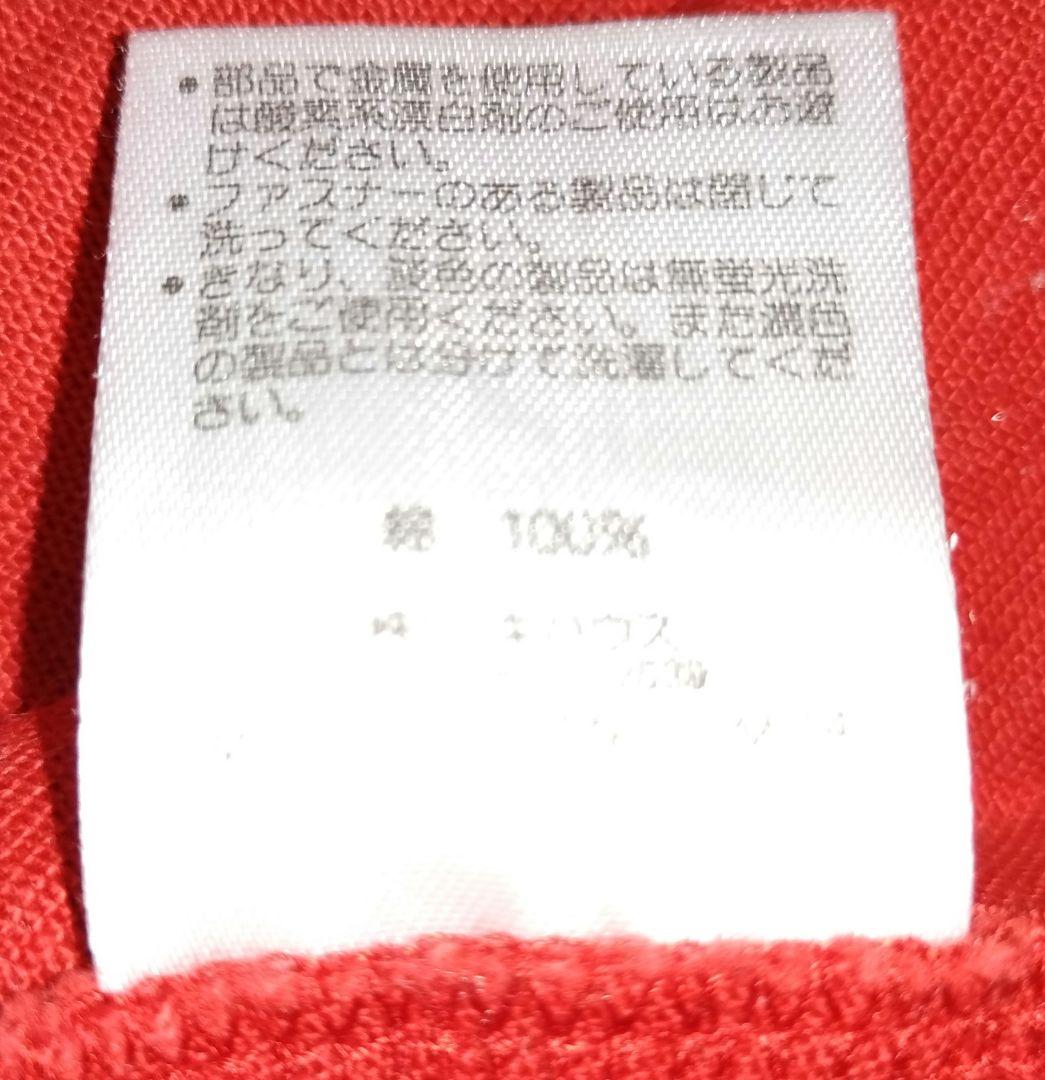 ・部品で金属を使用している製品
は酸素系漂白剤のご使用はお避
けください。
・ファスナーのある製品は閉じて
洗ってください。
・きなり、淡色の製品は無蛍光洗
剤をご使用ください。また濃色
の製品とは分けて洗濯してくだ
さい。
綿 100%
キハウス